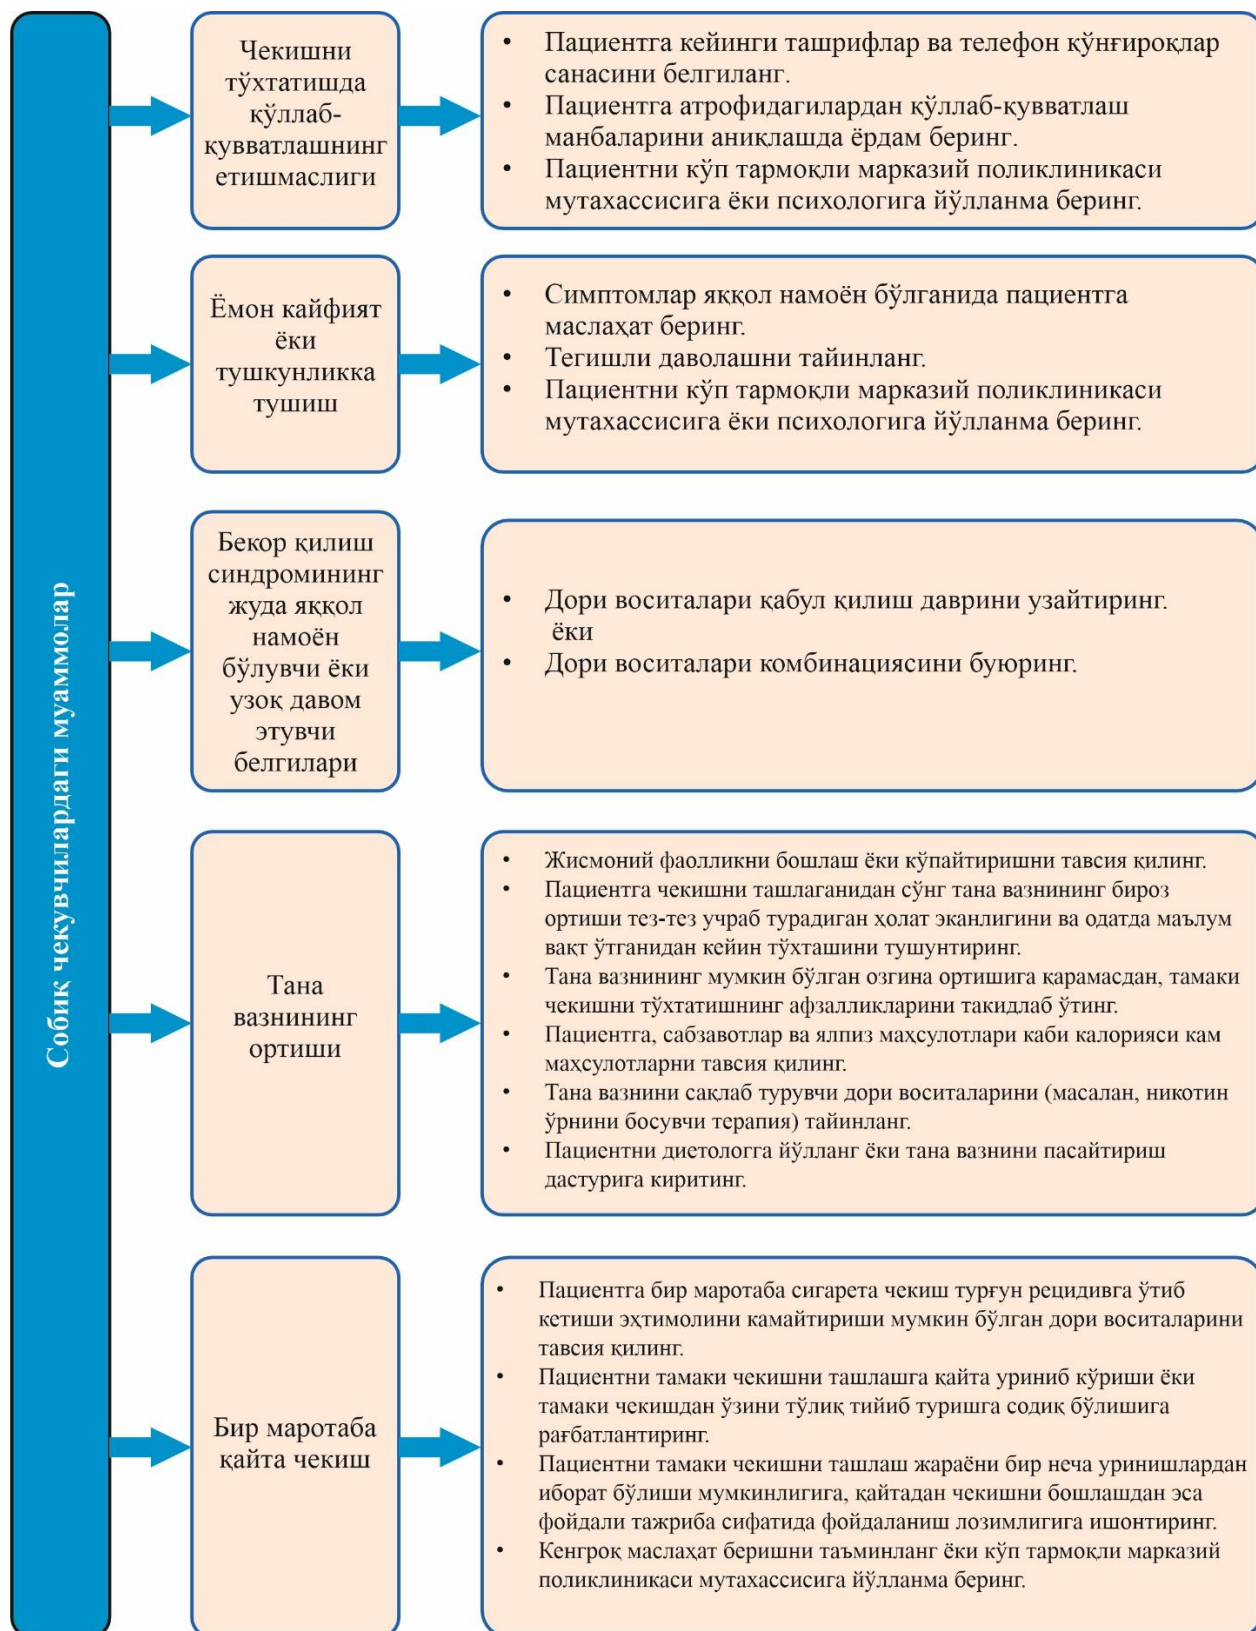 Собиқ чекувчилардаги муаммолар
Чекишни
тўхтатишда
қўллаб-
қувватлашнинг
етишмаслиги
• Пациентга кейинги ташрифлар ва телефон қўнғироқлар
санасини белгиланг.
• Пациентга атрофидагилардан қўллаб-қувватлаш
манбаларини аниқлашда ёрдам беринг.
• Пациентни кўп тармоқли марказий поликлиникаси
мутахассисига ёки психологига йўлланма беринг.
Ёмон кайфият
ёки
тушкунликка
тушиш
• Симптомлар яққол намоён бўлганида пациентга
маслаҳат беринг.
• Тегишли даволашни тайинланг.
• Пациентни кўп тармоқли марказий поликлиникаси
мутахассисига ёки психологига йўлланма беринг.
Бекор қилиш
синдромининг
жуда яққол
намоён
бўлувчи ёки
узоқ давом
этувчи
белгилари
• Дори воситалари қабул қилиш даврини узайтиринг.
ёки
• Дори воситалари комбинациясини буюринг.
Тана
вазнининг
ортиши
• Жисмоний фаолликни бошлаш ёки кўпайтиришни тавсия қилинг.
• Пациентга чекишни ташлаганидан сўнг тана вазнининг бироз
ортиши тез-тез учраб турадиган ҳолат эканлигини ва одатда маълум
вақт ўтганидан кейин тўхташини тушунтиринг.
• Тана вазнининг мумкин бўлган озгина ортишига қарамасдан, тамаки
чекишни тўхтатишнинг афзалликларини такидлаб ўтинг.
• Пациентга, сабзавотлар ва ялпиз маҳсулотлари каби калорияси кам
маҳсулотларни тавсия қилинг.
• Тана вазнини сақлаб турувчи дори воситаларини (масалан, никотин
ўрнини босувчи терапия) тайинланг.
• Пациентни диетологга йўлланг ёки тана вазнини пасайтириш
дастурига киритинг.
Бир маротаба
қайта чекиш
• Пациентга бир маротаба сигарета чекиш турғун рецидивга ўтиб
кетиши эҳтимолини камайтириши мумкин бўлган дори воситаларини
тавсия қилинг.
• Пациентни тамаки чекишни ташлашга қайта уриниб кўриши ёки
тамаки чекишдан ўзини тўлиқ тийиб туришга содиқ бўлишига
рағбатлантиринг.
• Пациентни тамаки чекишни ташлаш жараёни бир неча уринишлардан
иборат бўлиши мумкинлигига, қайтадан чекишни бошлашдан эса
фойдали тажриба сифатида фойдаланиш лозимлигига ишонтиринг.
• Кенгроқ маслаҳат беришни таъминланг ёки кўп тармоқли марказий
поликлиникаси мутахассисига йўлланма беринг.